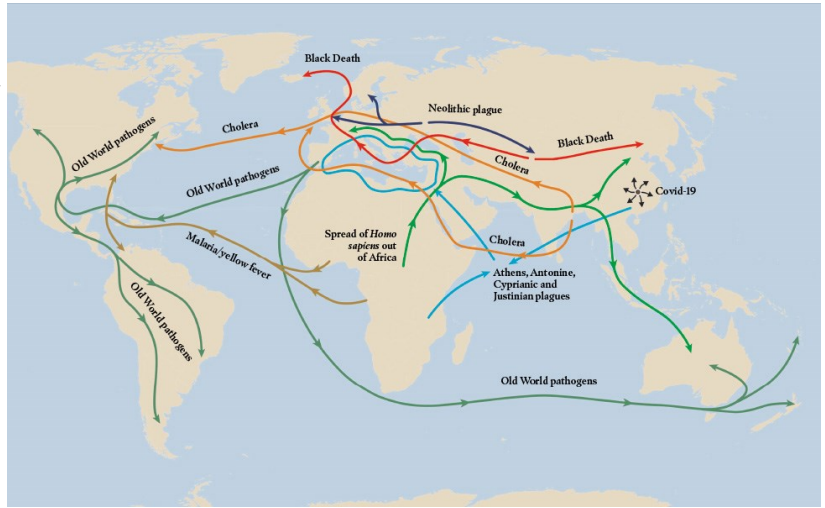 Black Death
Neolithic plague
Old World pathogens
Cholera
Black Death
Cholera
Old World pathogens
Covid-19
Spread of Homo
sapiens out
of Africa
Cholera
Malaria/yellow fever
Athens, Antonine,
Cyprianic and
Justinian plagues
Old World pathogens
Old World pathogens